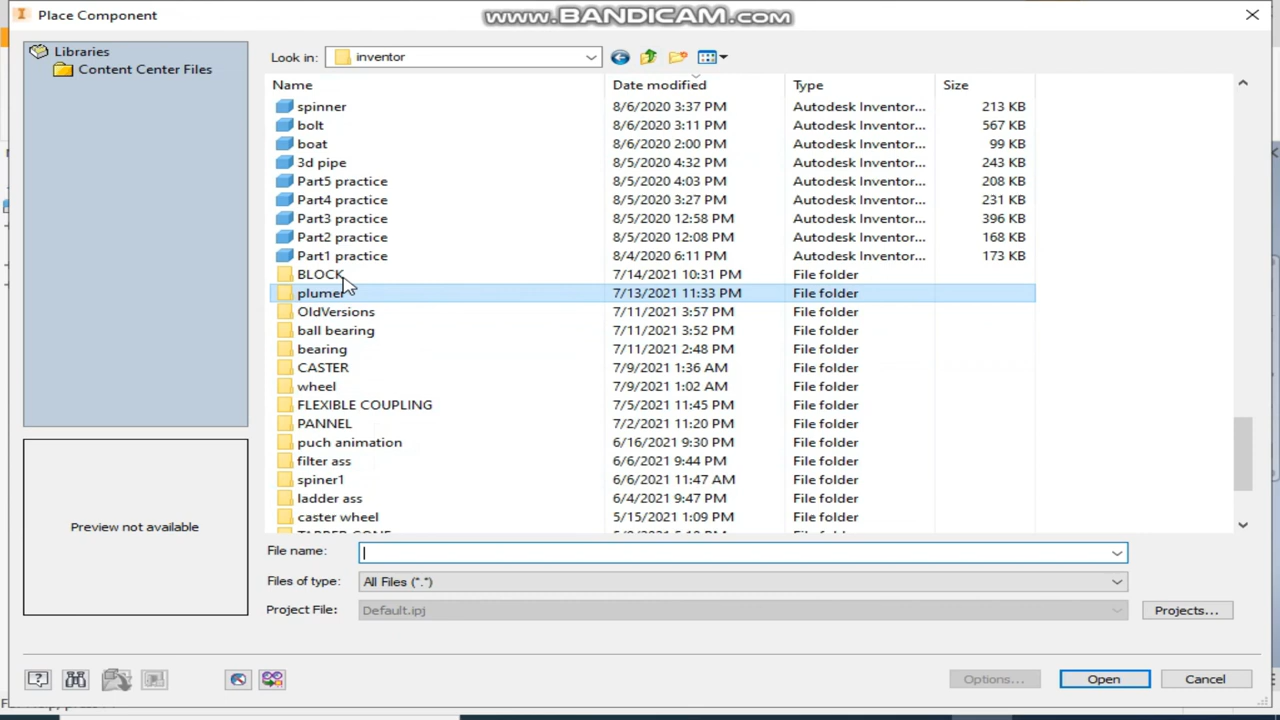 Place Component
www.BANDICAM.com
Libraries
Content Center Files
Look in: inventor
Name Date modified Type Size
spinner 8/6/2020 3:37 PM Autodesk Inventor... 213 KB
bolt 8/6/2020 3:11 PM Autodesk Inventor... 567 KB
boat 8/6/2020 2:00 PM Autodesk Inventor... 99 KB
3d pipe 8/5/2020 4:32 PM Autodesk Inventor... 243 KB
Part5 practice 8/5/2020 4:03 PM Autodesk Inventor... 208 KB
Part4 practice 8/5/2020 3:27 PM Autodesk Inventor... 231 KB
Part3 practice 8/5/2020 12:58 PM Autodesk Inventor... 396 KB
Part2 practice 8/5/2020 12:08 PM Autodesk Inventor... 168 KB
Part1 practice 8/4/2020 6:11 PM Autodesk Inventor... 173 KB
BLOCK 7/14/2021 10:31 PM File folder
plumer 7/13/2021 11:33 PM File folder
OldVersions 7/11/2021 3:57 PM File folder
ball bearing 7/11/2021 3:52 PM File folder
bearing 7/11/2021 2:48 PM File folder
CASTER 7/9/2021 1:36 AM File folder
wheel 7/9/2021 1:02 AM File folder
FLEXIBLE COUPLING 7/5/2021 11:45 PM File folder
PANNEL 7/2/2021 11:20 PM File folder
puch animation 6/16/2021 9:30 PM File folder
filter ass 6/6/2021 9:44 PM File folder
spiner1 6/6/2021 11:47 AM File folder
ladder ass 6/4/2021 9:47 PM File folder
caster wheel 5/15/2021 1:09 PM File folder
Preview not available
File name:
Files of type: All Files (*.*)
Project File: Default.ipj Projects...
Options... Open Cancel